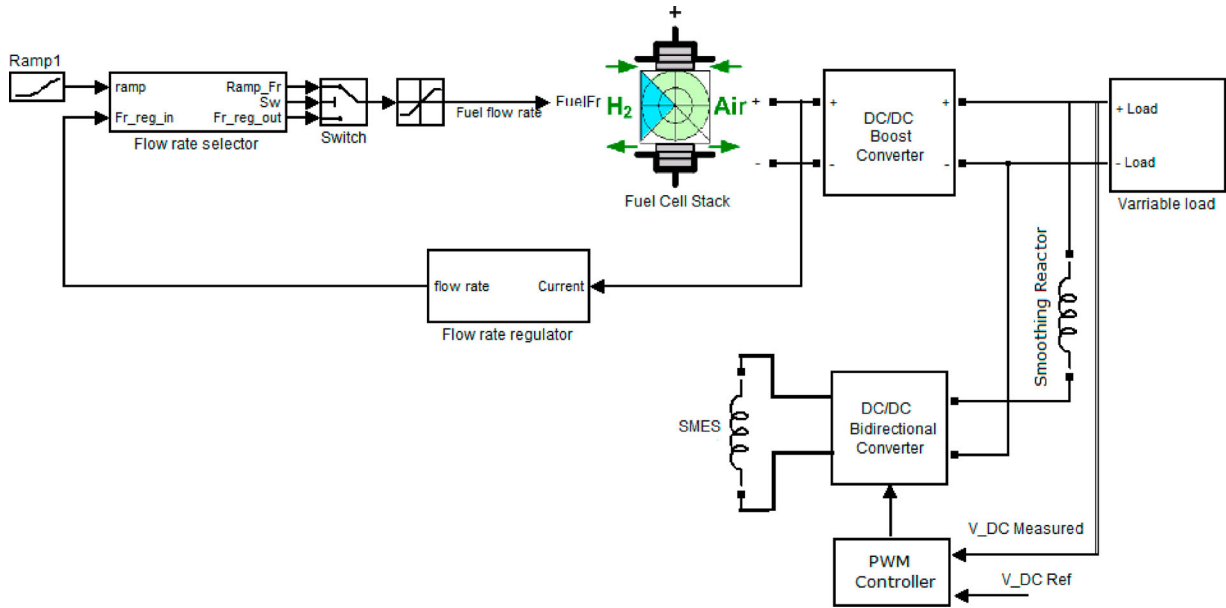 Ramp1
ramp
Fr_reg_in
Ramp_Fr
Sw
Fr_reg_out
Flow rate selector
Switch
Fuel flow rate
FuelFr
+
H2
Air
Fuel Cell Stack
+
-
+
-
DC/DC
Boost
Converter
+
-
+ Load
- Load
Varriable load
flow rate
Current
Flow rate regulator
Smoothing Reactor
SMES
DC/DC
Bidirectional
Converter
PWM
Controller
V_DC Measured
V_DC Ref